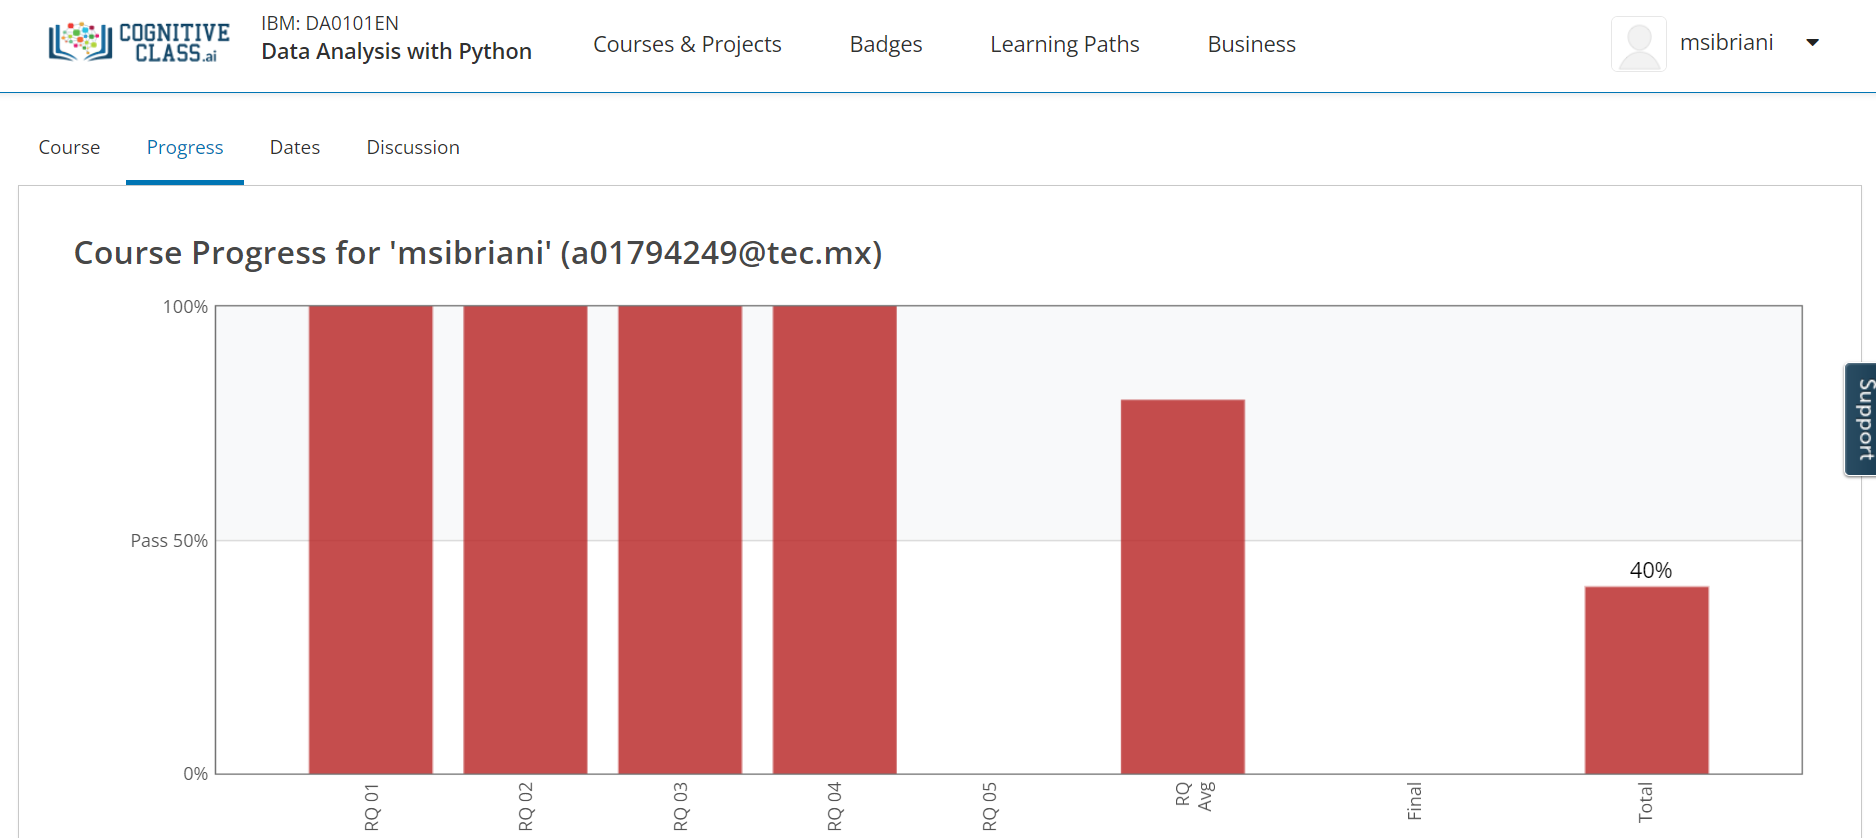 COGNITIVE
CLASS.ai
IBM: DA0101EN
Data Analysis with Python
Courses & Projects
Badges
Learning Paths
Business
msibriani
Course
Progress
Dates
Discussion
Course Progress for 'msibriani' (a01794249@tec.mx)
100%
Pass 50%
0%
40%
RQ 01
RQ 02
RQ 03
RQ 04
RQ 05
RQ
Avg
Final
Total
Support